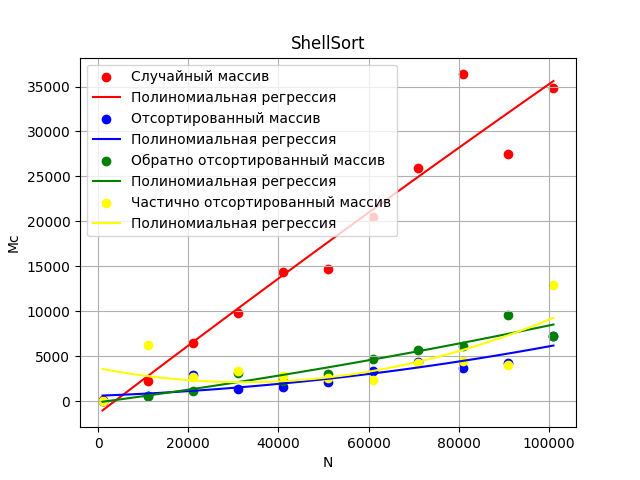 ShellSort
Случайный массив
Полиномиальная регрессия
Отсортированный массив
Полиномиальная регрессия
Обратно отсортированный массив
Полиномиальная регрессия
Частично отсортированный массив
Полиномиальная регрессия
35000
30000
25000
20000
15000
10000
5000
0
Мс
0 20000 40000 60000 80000 100000
N